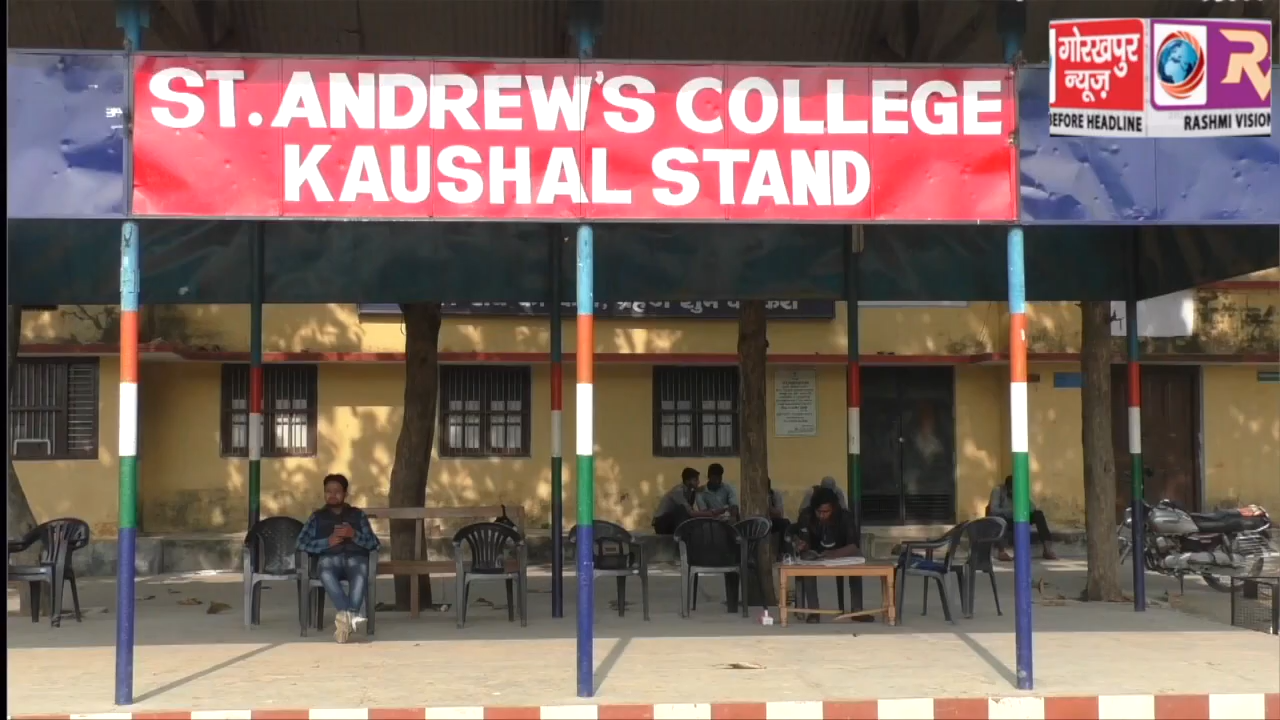 ST. ANDREW'S COLLEGE
KAUSHAL STAND
गोरखपुर
न्यूज़
BEFORE HEADLINE
R
RASHMI VISION